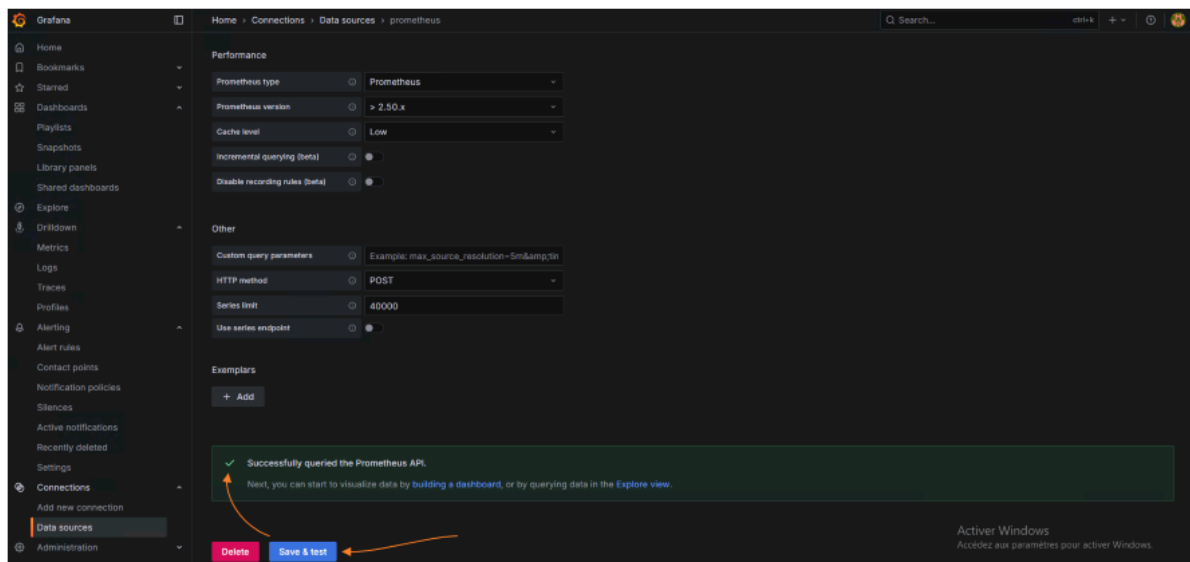 Grafana
Home › Connections › Data sources › prometheus
Search...
ctrl+k
Home
Bookmarks
Starred
Dashboards
Playlists
Snapshots
Library panels
Shared dashboards
Explore
Drilldown
Metrics
Logs
Traces
Profiles
Alerting
Alert rules
Contact points
Notification policies
Silences
Active notifications
Recently deleted
Settings
Connections
Add new connection
Data sources
Administration
Performance
Prometheus type
Prometheus
Prometheus version
> 2.50.x
Cache level
Low
Incremental querying (beta)
Disable recording rules (beta)
Other
Custom query parameters
Example: max_source_resolution=5m&amp;tin
HTTP method
POST
Series limit
40000
Use series endpoint
Exemplars
+ Add
Successfully queried the Prometheus API.
Next, you can start to visualize data by building a dashboard, or by querying data in the Explore view.
Delete
Save & test
Activer Windows
Accédez aux paramètres pour activer Windows.